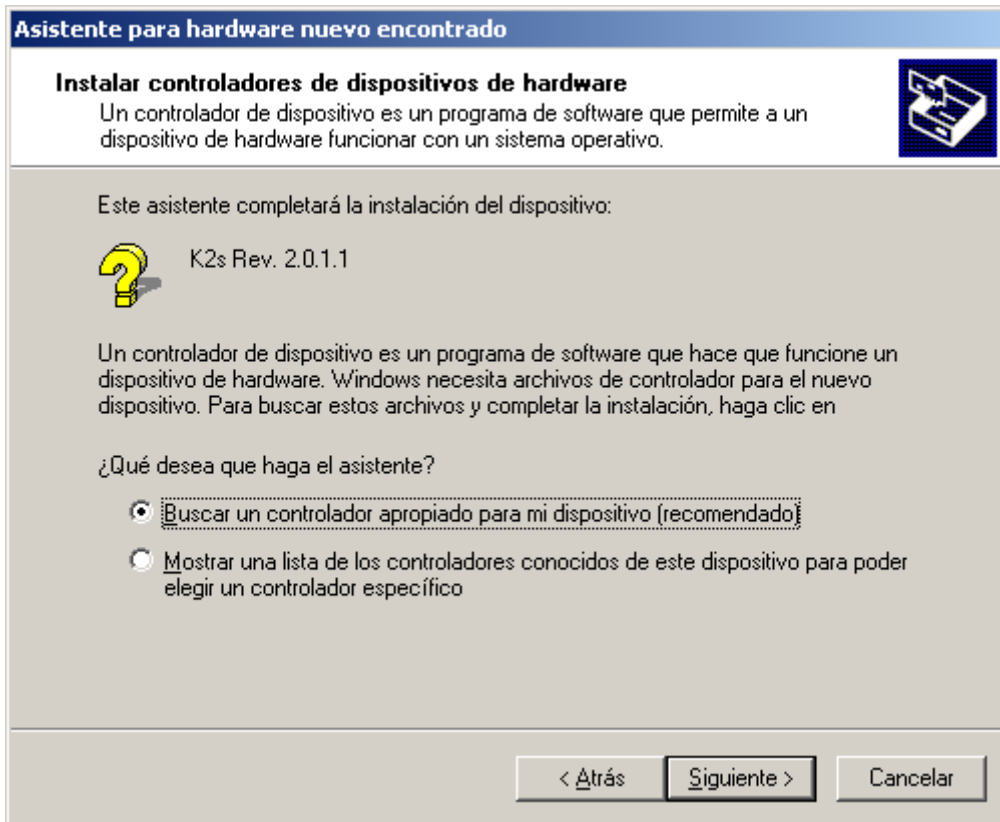 Asistente para hardware nuevo encontrado
Instalar controladores de dispositivos de hardware
Un controlador de dispositivo es un programa de software que permite a un
dispositivo de hardware funcionar con un sistema operativo.
Este asistente completará la instalación del dispositivo:
K2s Rev. 2.0.1.1
Un controlador de dispositivo es un programa de software que hace que funcione un
dispositivo de hardware. Windows necesita archivos de controlador para el nuevo
dispositivo. Para buscar estos archivos y completar la instalación, haga clic en
¿Qué desea que haga el asistente?
Buscar un controlador apropiado para mi dispositivo (recomendado)
Mostrar una lista de los controladores conocidos de este dispositivo para poder
elegir un controlador específico
< Atrás Siguiente > Cancelar